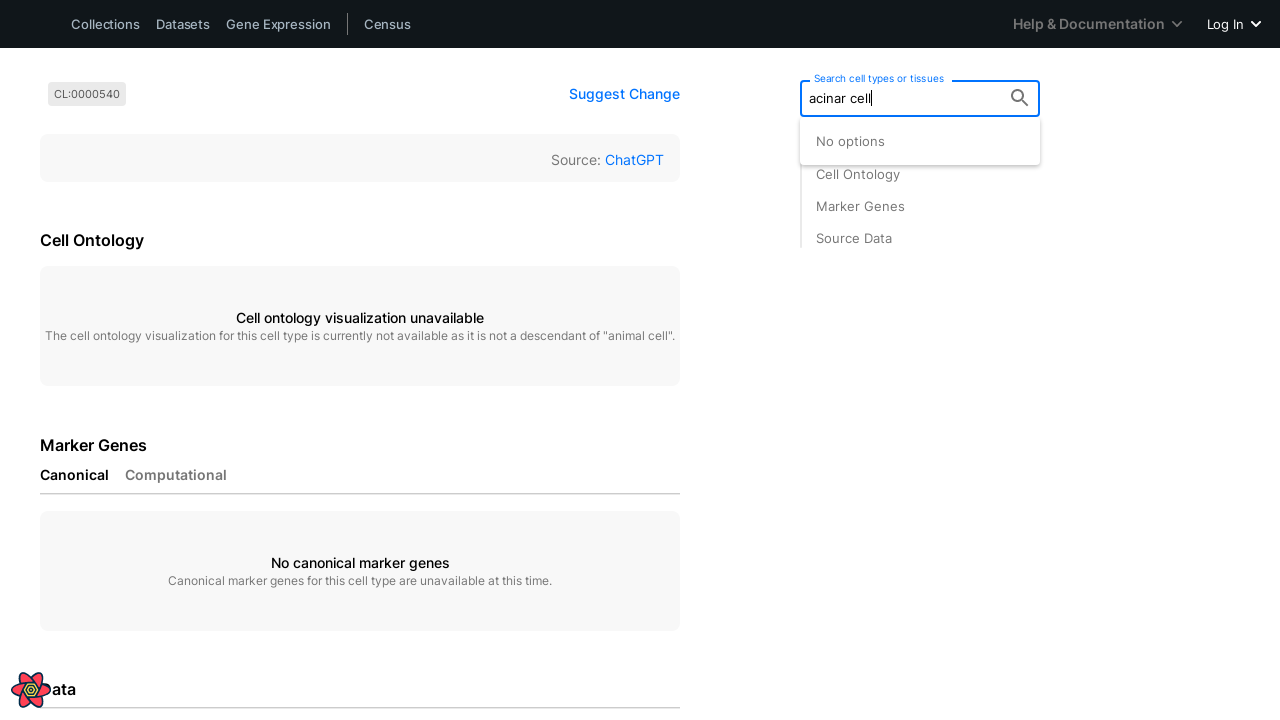 Collections Datasets Gene Expression Census Help & Documentation Log In
CL:0000540 Suggest Change
Search cell types or tissues
acinar cell
No options
Source: ChatGPT
Cell Ontology
Marker Genes
Source Data
Cell Ontology
Cell ontology visualization unavailable
The cell ontology visualization for this cell type is currently not available as it is not a descendant of "animal cell".
Marker Genes
Canonical Computational
No canonical marker genes
Canonical marker genes for this cell type are unavailable at this time.
ata